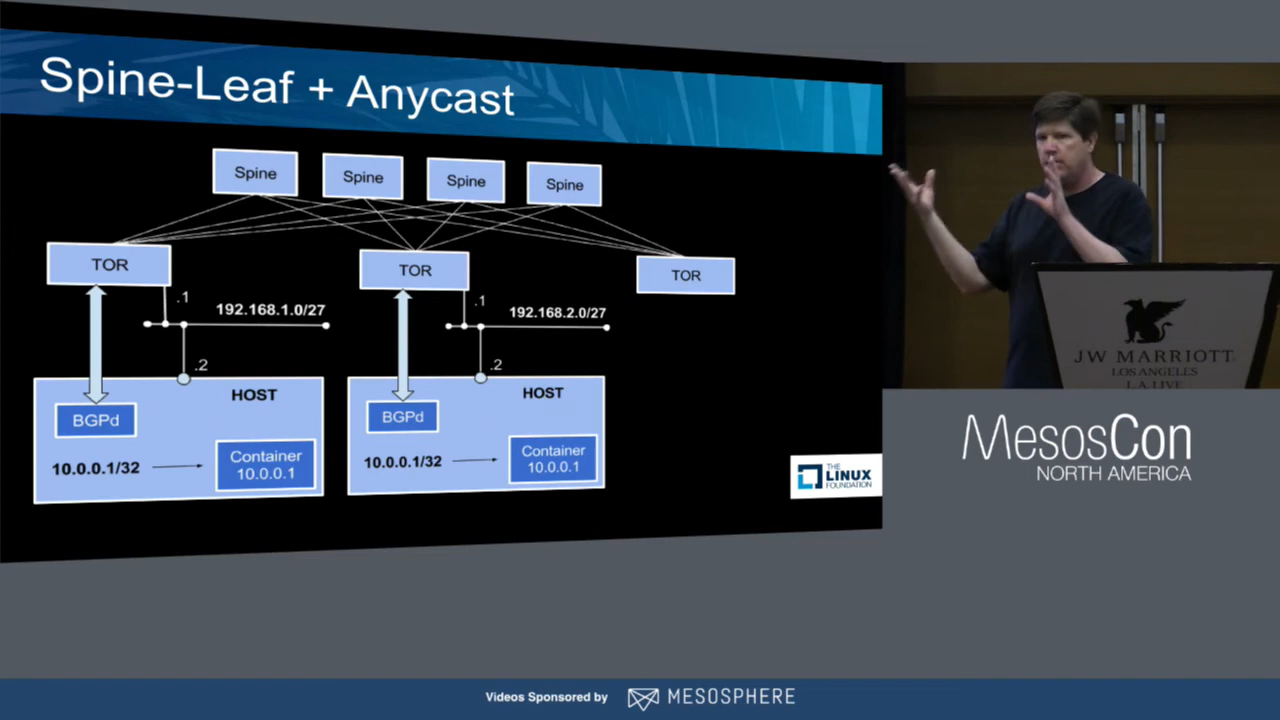 Spine-Leaf + Anycast
Spine
Spine
Spine
Spine
TOR
TOR
TOR
.1
192.168.1.0/27
.1
192.168.2.0/27
.2
.2
HOST
HOST
BGPd
BGPd
Container
10.0.0.1
Container
10.0.0.1
10.0.0.1/32
10.0.0.1/32
THE
LINUX
FOUNDATION
JW MARRIOTT
LOS ANGELES
L.A. LIVE
MesosCon
NORTH AMERICA
Videos Sponsored by
MESOSPHERE